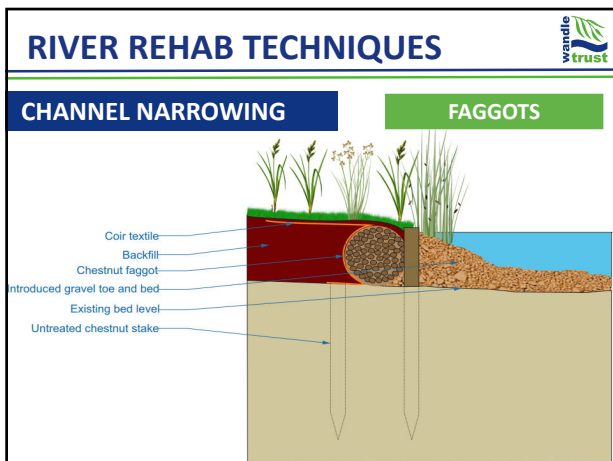 RIVER REHAB TECHNIQUES
wandle
trust
CHANNEL NARROWING
FAGGOTS
Coir textile
Backfill
Chestnut faggot
Introduced gravel toe and bed
Existing bed level
Untreated chestnut stake